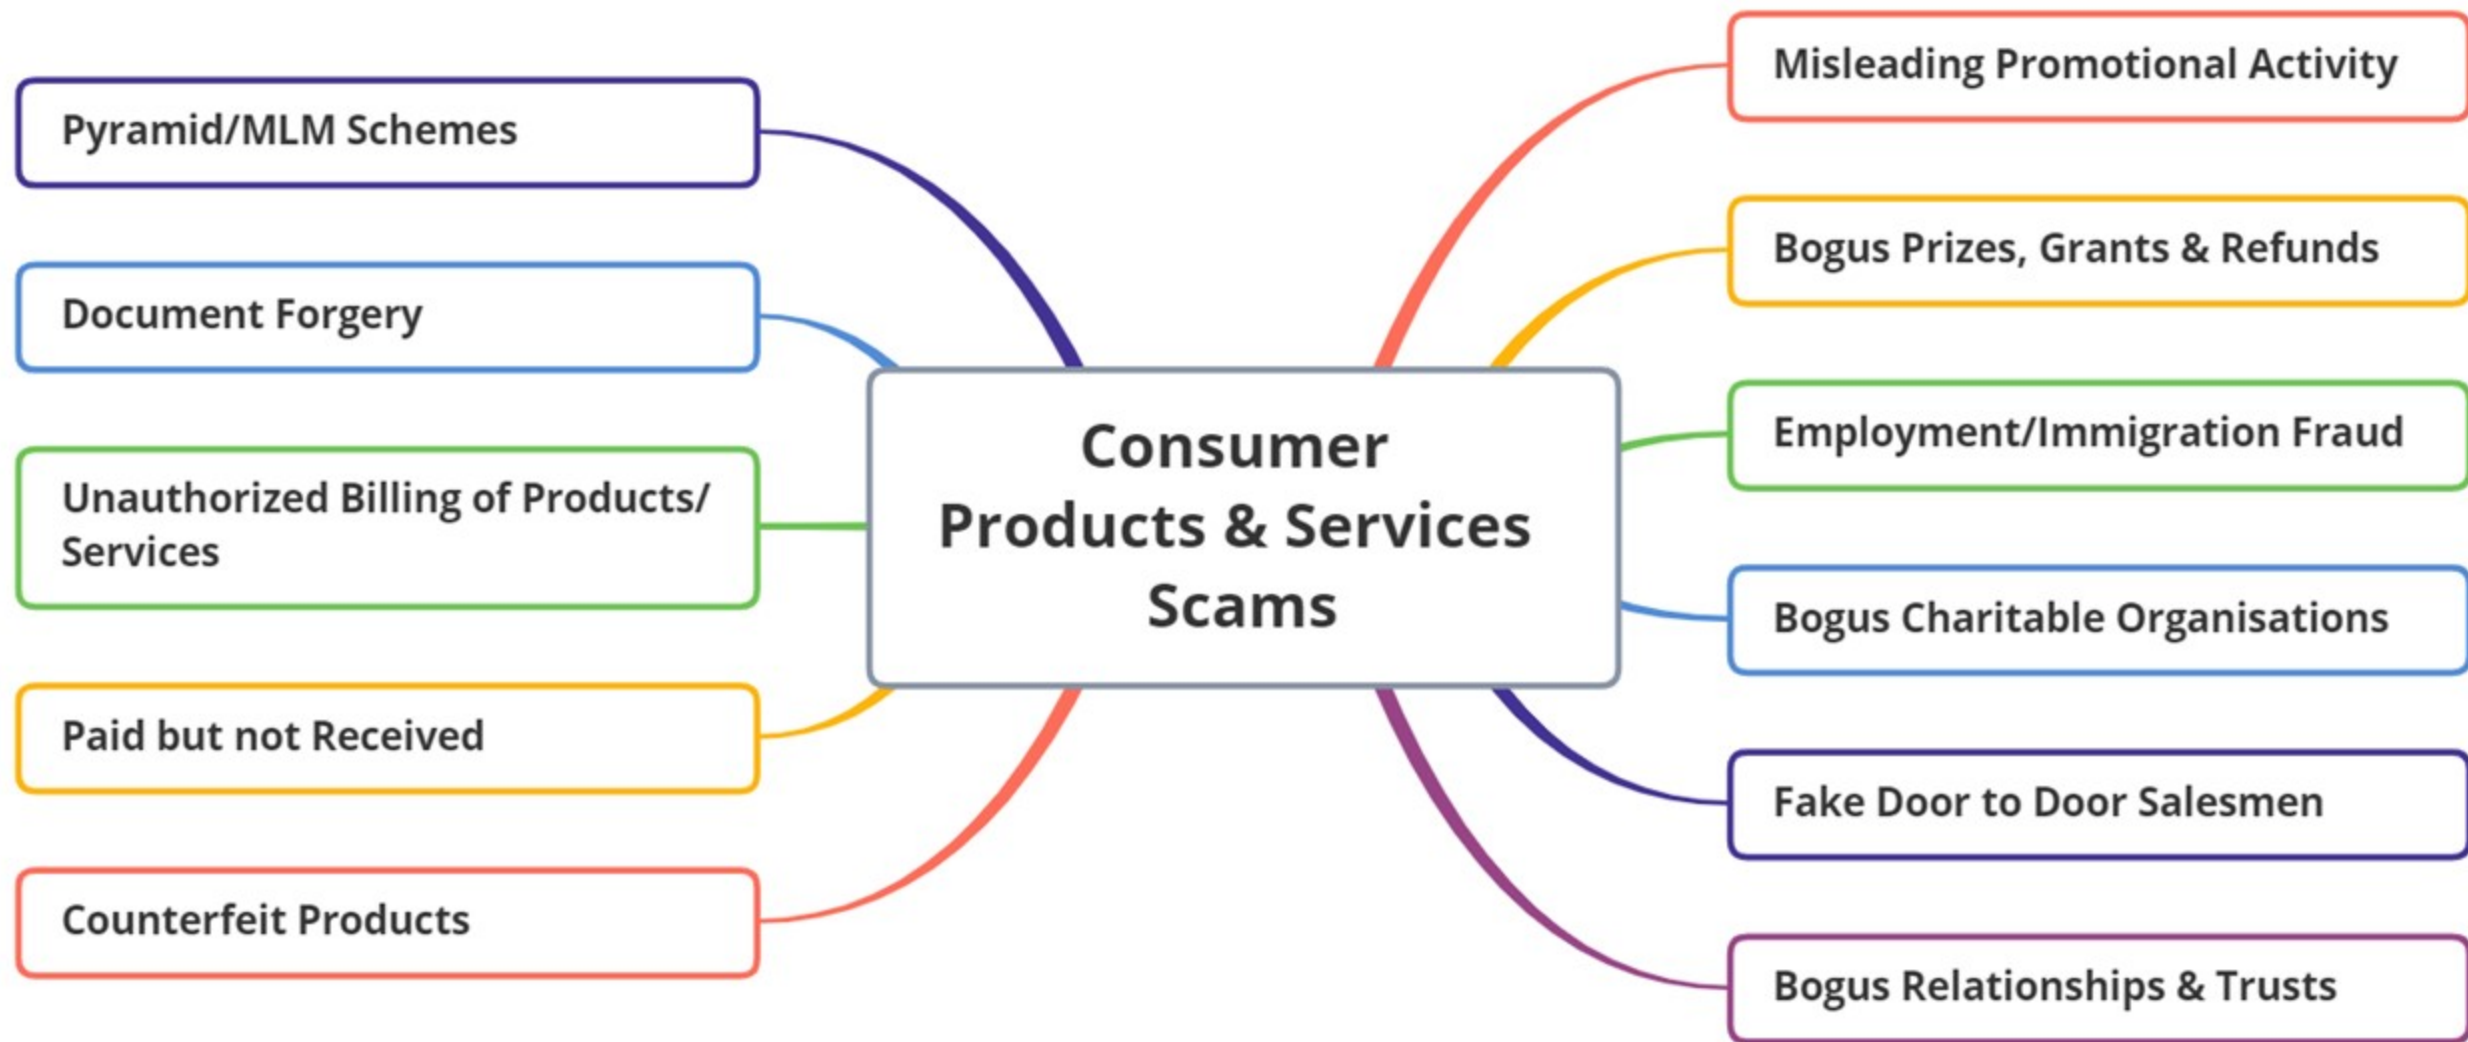 Pyramid/MLM Schemes
Document Forgery
Unauthorized Billing of Products/
Services
Paid but not Received
Counterfeit Products
Consumer
Products & Services
Scams
Misleading Promotional Activity
Bogus Prizes, Grants & Refunds
Employment/Immigration Fraud
Bogus Charitable Organisations
Fake Door to Door Salesmen
Bogus Relationships & Trusts